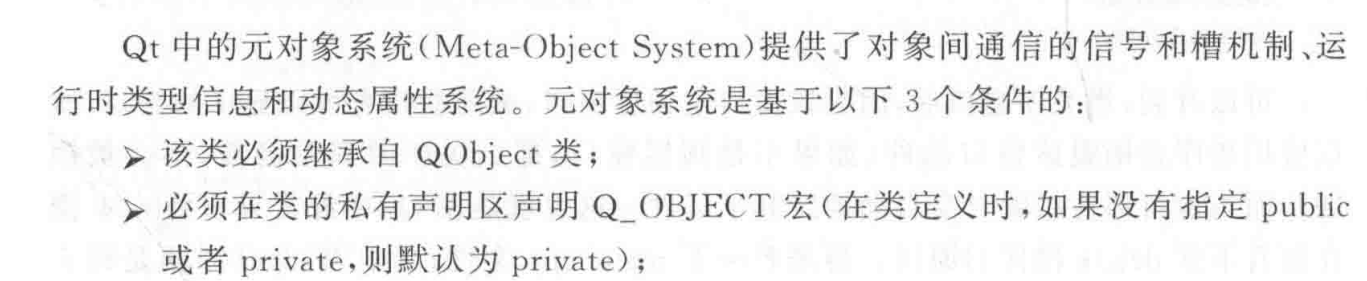 Qt 中的元对象系统(Meta-Object System)提供了对象间通信的信号和槽机制、运
行时类型信息和动态属性系统。元对象系统是基于以下 3 个条件的：
➤ 该类必须继承自 QObject 类；
➤ 必须在类的私有声明区声明 Q_OBJECT 宏(在类定义时,如果没有指定 public
或者 private,则默认为 private)；